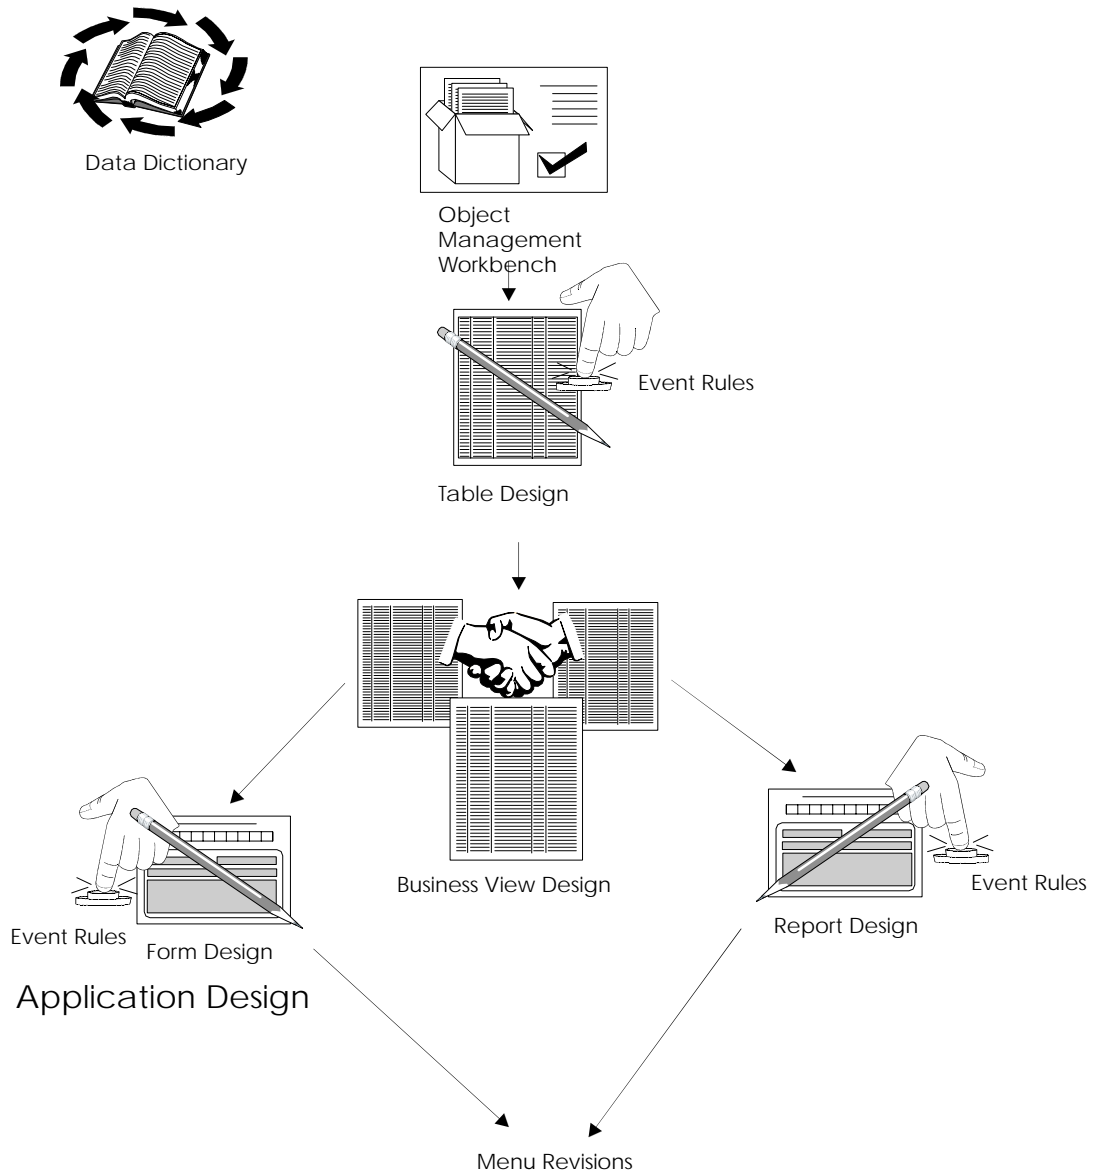 Data Dictionary
Object
Management
Workbench
Event Rules
Table Design
Business View Design
Event Rules
Report Design
Event Rules
Form Design
Application Design
Menu Revisions